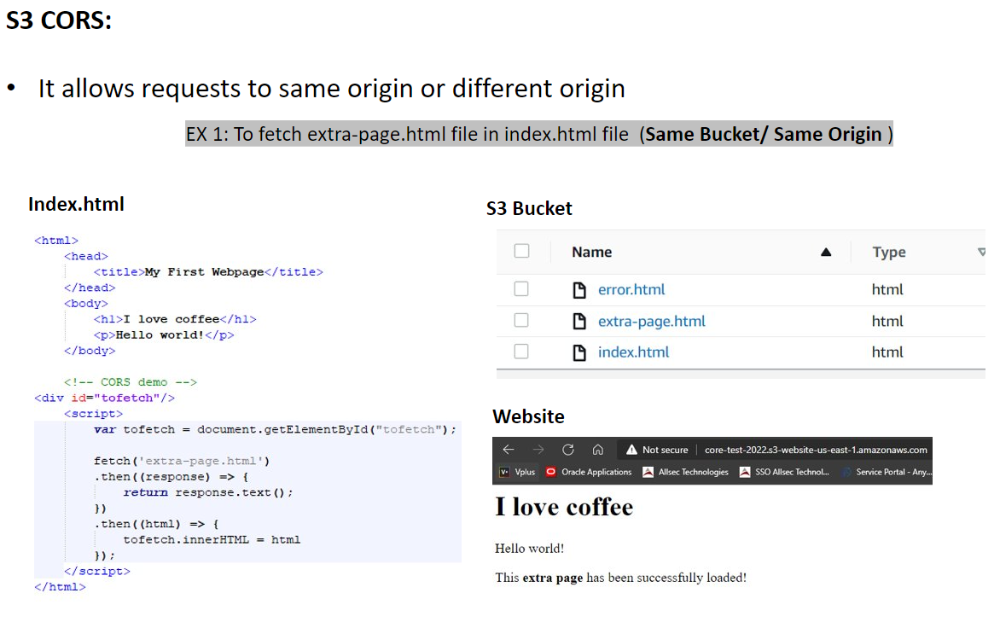 S3 CORS:
• It allows requests to same origin or different origin
EX 1: To fetch extra-page.html file in index.html file (Same Bucket/ Same Origin )
Index.html
<html>
<head>
<title>My First Webpage</title>
</head>
<body>
<h1>I love coffee</h1>
<p>Hello world!</p>
</body>
<!-- CORS demo -->
<div id="tofetch"/>
<script>
var tofetch = document.getElementById("tofetch");
fetch('extra-page.html')
.then((response) => {
return response.text();
})
.then((html) => {
tofetch.innerHTML = html
});
</script>
</html>
S3 Bucket
Name Type
error.html html
extra-page.html html
index.html html
Website
Not secure core-test-2022.s3-website-us-east-1.amazonaws.com
V+ Vplus Oracle Applications Allsec Technologies SSO Allsec Technol... Service Portal - Any...
I love coffee
Hello world!
This extra page has been successfully loaded!